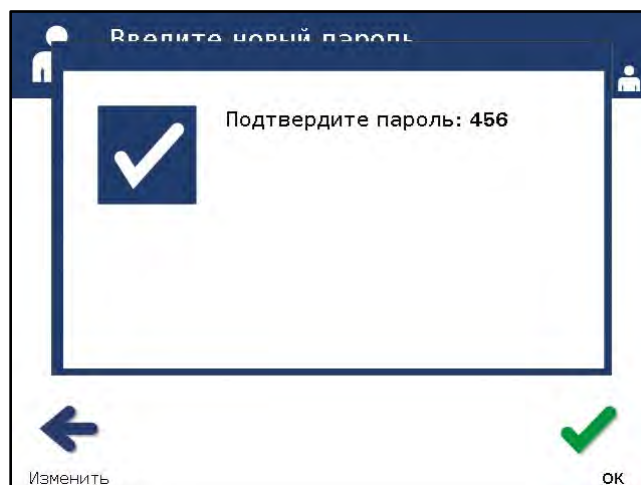 Введите новый пароль
Подтвердите пароль: 456
Изменить
OK